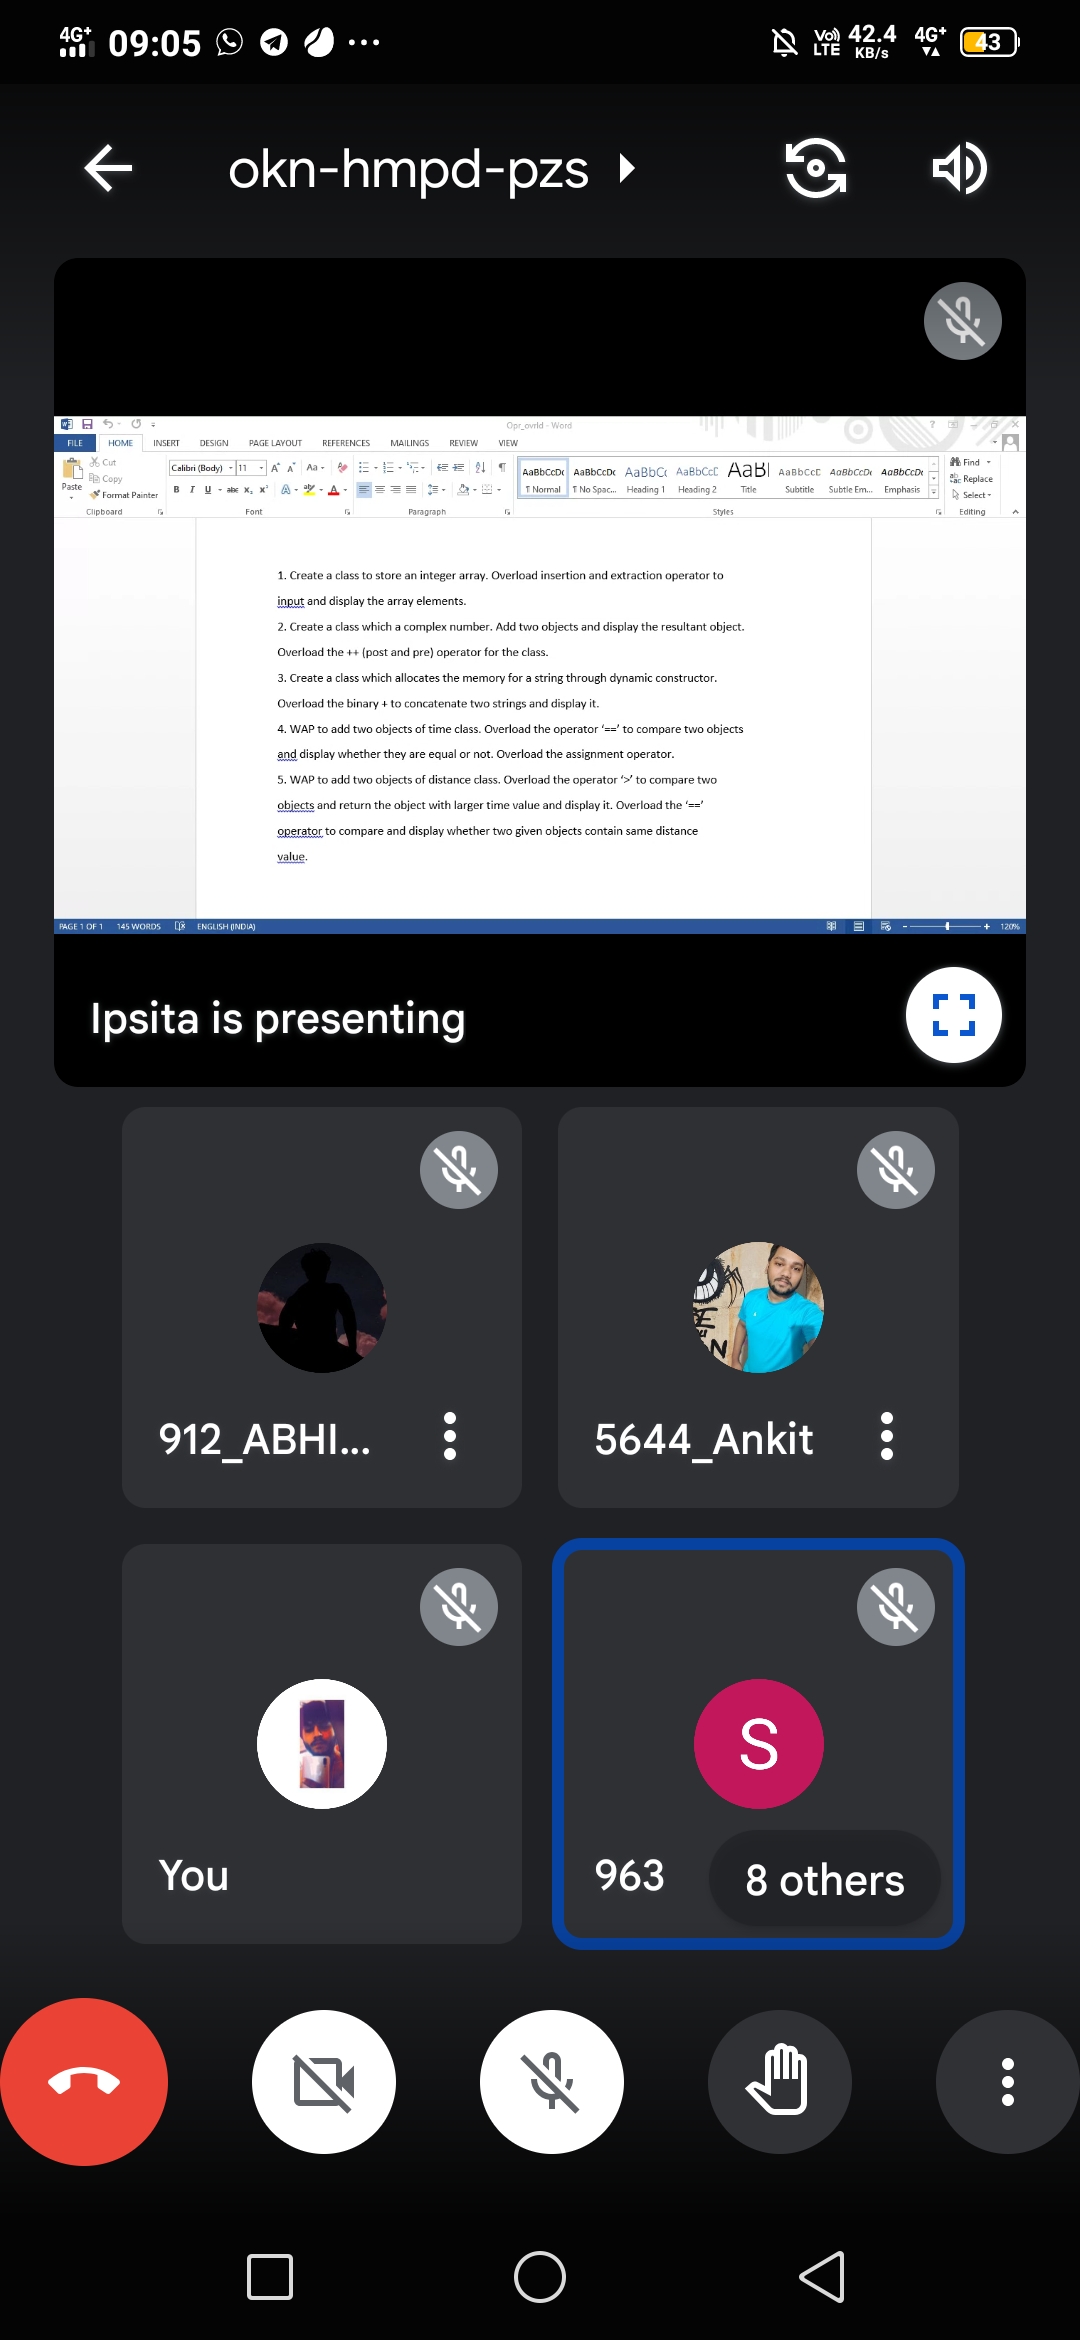 4G+ 09:05
Vo) LTE 42.4 KB/s 4G+ 43
okn-hmpd-pzs
Opr_ovrld - Word
FILE HOME INSERT DESIGN PAGE LAYOUT REFERENCES MAILINGS REVIEW VIEW
Cut
Copy
Paste
Format Painter
Calibri (Body) 11
Clipboard Font Paragraph Styles Editing
AaBbCcDc AaBbCcDc AaBbCc AaBbCcC AaBl AaBbCcC AaBbCcDc AaBbCcDc
¶ Normal ¶ No Spac... Heading 1 Heading 2 Title Subtitle Subtle Em... Emphasis
Find
Replace
Select
1. Create a class to store an integer array. Overload insertion and extraction operator to
input and display the array elements.
2. Create a class which a complex number. Add two objects and display the resultant object.
Overload the ++ (post and pre) operator for the class.
3. Create a class which allocates the memory for a string through dynamic constructor.
Overload the binary + to concatenate two strings and display it.
4. WAP to add two objects of time class. Overload the operator ‘==’ to compare two objects
and display whether they are equal or not. Overload the assignment operator.
5. WAP to add two objects of distance class. Overload the operator ‘>’ to compare two
objects and return the object with larger time value and display it. Overload the ‘==’
operator to compare and display whether two given objects contain same distance
value.
PAGE 1 OF 1 145 WORDS ENGLISH (INDIA) 120%
Ipsita is presenting
912_ABHI...
5644_Ankit
You
S
963
8 others